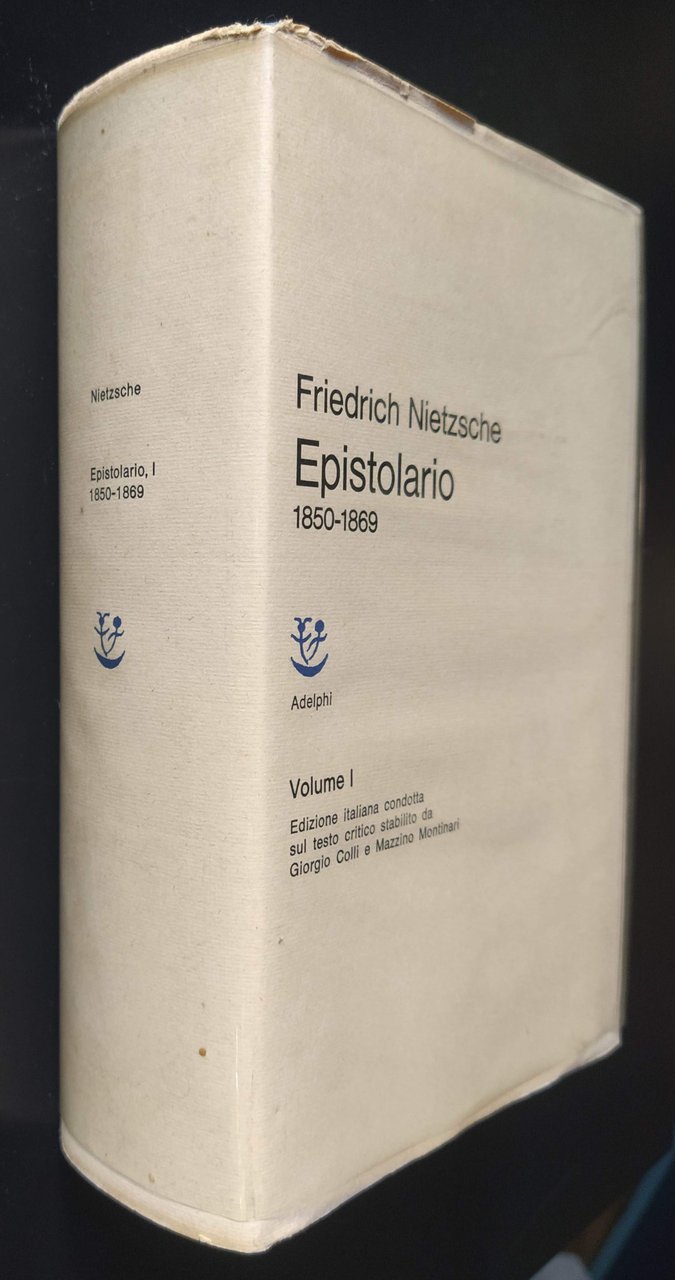 Nietzsche
Epistolario, I
1850-1869
Friedrich Nietzsche
Epistolario
1850-1869
Adelphi
Volume I
Edizione italiana condotta
sul testo critico stabilito da
Giorgio Colli e Mazzino Montinari